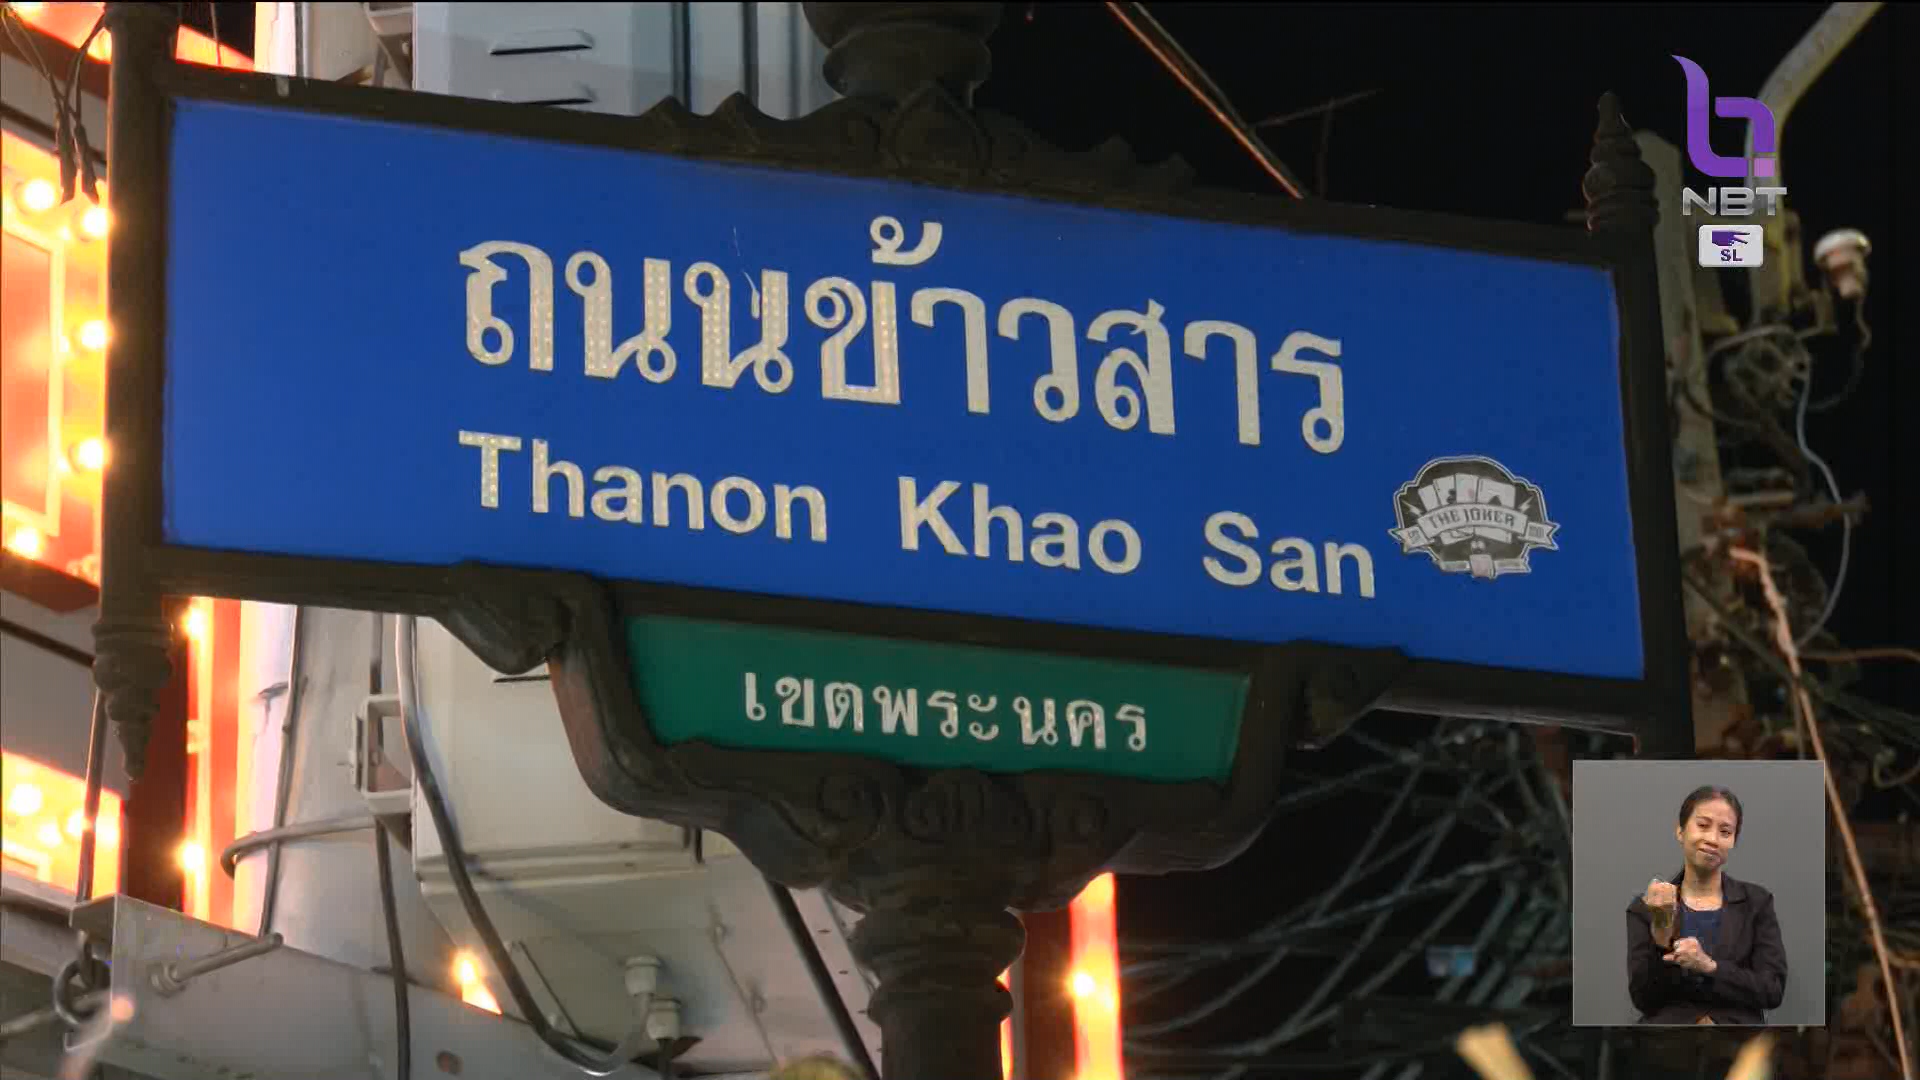 ถนนข้าวสาร
Thanon Khao San
THE JOKER
เขตพระนคร
NBT
SL